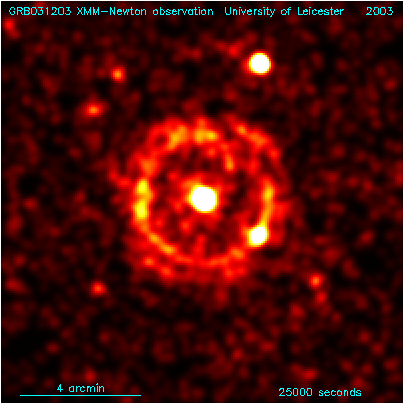 GRB031203 XMM-Newton observation University of Leicester 2003
4 arcmin
25000 seconds